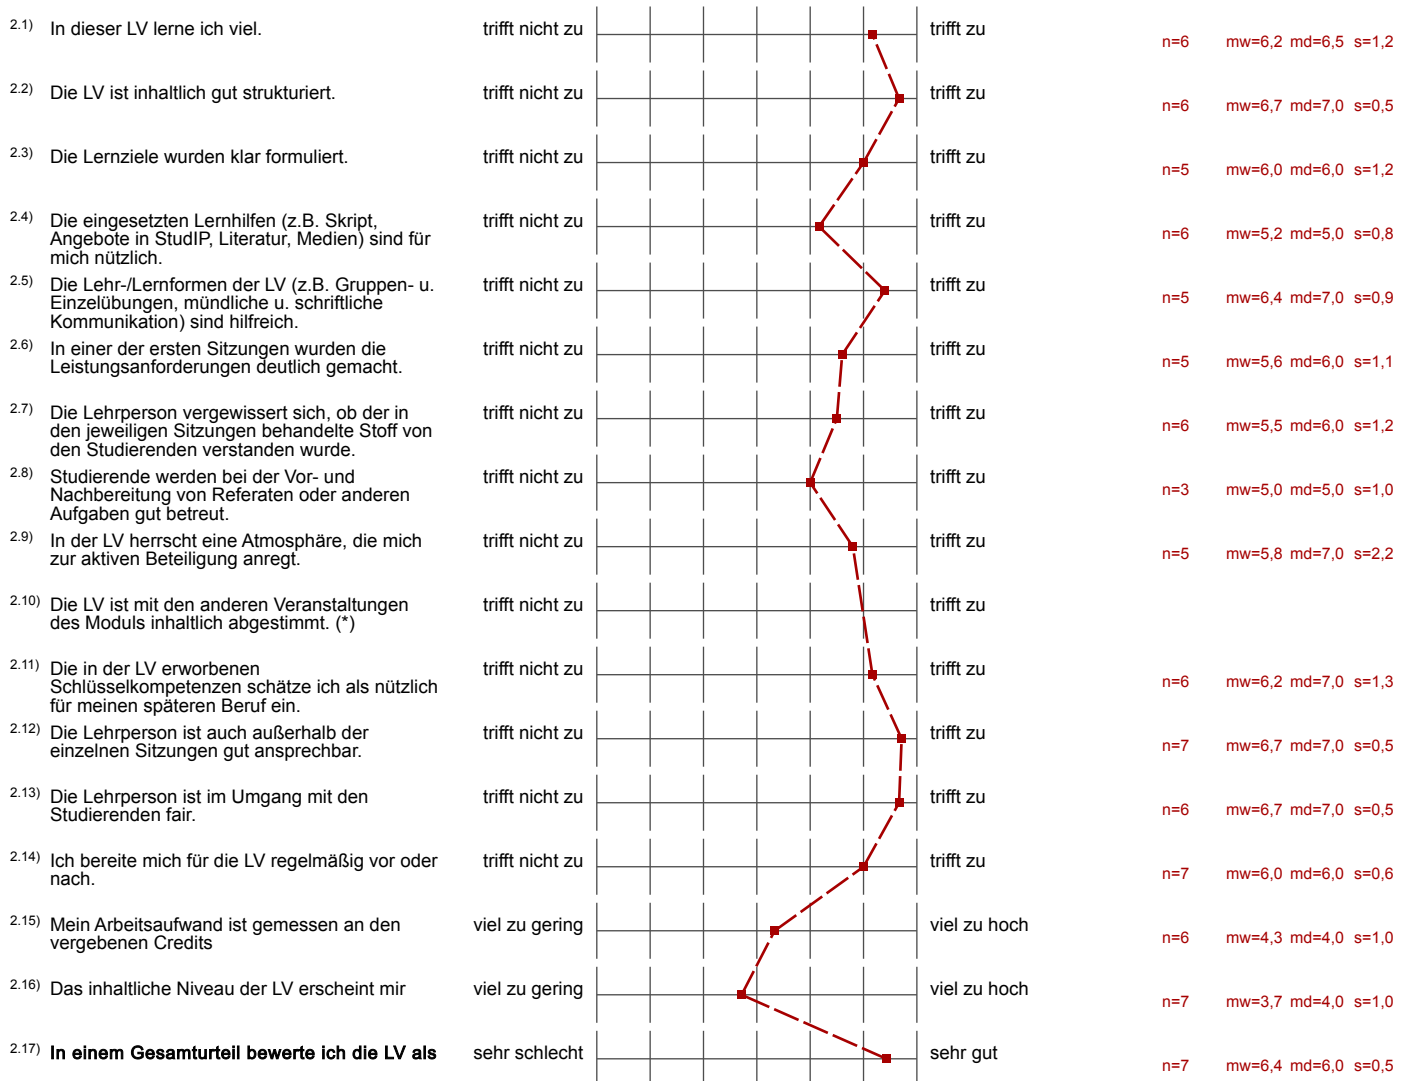 2.1) In dieser LV lerne ich viel. trifft nicht zu trifft zu n=6 mw=6,2 md=6,5 s=1,2
2.2) Die LV ist inhaltlich gut strukturiert. trifft nicht zu trifft zu n=6 mw=6,7 md=7,0 s=0,5
2.3) Die Lernziele wurden klar formuliert. trifft nicht zu trifft zu n=5 mw=6,0 md=6,0 s=1,2
2.4) Die eingesetzten Lernhilfen (z.B. Skript, trifft nicht zu trifft zu
Angebote in StudIP, Literatur, Medien) sind für n=6 mw=5,2 md=5,0 s=0,8
mich nützlich.
2.5) Die Lehr-/Lernformen der LV (z.B. Gruppen- u. trifft nicht zu trifft zu
Einzelübungen, mündliche u. schriftliche n=5 mw=6,4 md=7,0 s=0,9
Kommunikation) sind hilfreich.
2.6) In einer der ersten Sitzungen wurden die trifft nicht zu trifft zu
Leistungsanforderungen deutlich gemacht. n=5 mw=5,6 md=6,0 s=1,1
2.7) Die Lehrperson vergewissert sich, ob der in trifft nicht zu trifft zu
den jeweiligen Sitzungen behandelte Stoff von n=6 mw=5,5 md=6,0 s=1,2
den Studierenden verstanden wurde.
2.8) Studierende werden bei der Vor- und trifft nicht zu trifft zu
Nachbereitung von Referaten oder anderen n=3 mw=5,0 md=5,0 s=1,0
Aufgaben gut betreut.
2.9) In der LV herrscht eine Atmosphäre, die mich trifft nicht zu trifft zu
zur aktiven Beteiligung anregt. n=5 mw=5,8 md=7,0 s=2,2
2.10) Die LV ist mit den anderen Veranstaltungen trifft nicht zu trifft zu
des Moduls inhaltlich abgestimmt. (*)
2.11) Die in der LV erworbenen trifft nicht zu trifft zu
Schlüsselkompetenzen schätze ich als nützlich n=6 mw=6,2 md=7,0 s=1,3
für meinen späteren Beruf ein.
2.12) Die Lehrperson ist auch außerhalb der trifft nicht zu trifft zu
einzelnen Sitzungen gut ansprechbar. n=7 mw=6,7 md=7,0 s=0,5
2.13) Die Lehrperson ist im Umgang mit den trifft nicht zu trifft zu
Studierenden fair. n=6 mw=6,7 md=7,0 s=0,5
2.14) Ich bereite mich für die LV regelmäßig vor oder trifft nicht zu trifft zu
nach. n=7 mw=6,0 md=6,0 s=0,6
2.15) Mein Arbeitsaufwand ist gemessen an den viel zu gering viel zu hoch
vergebenen Credits n=6 mw=4,3 md=4,0 s=1,0
2.16) Das inhaltliche Niveau der LV erscheint mir viel zu gering viel zu hoch n=7 mw=3,7 md=4,0 s=1,0
2.17) In einem Gesamturteil bewerte ich die LV als sehr schlecht sehr gut n=7 mw=6,4 md=6,0 s=0,5